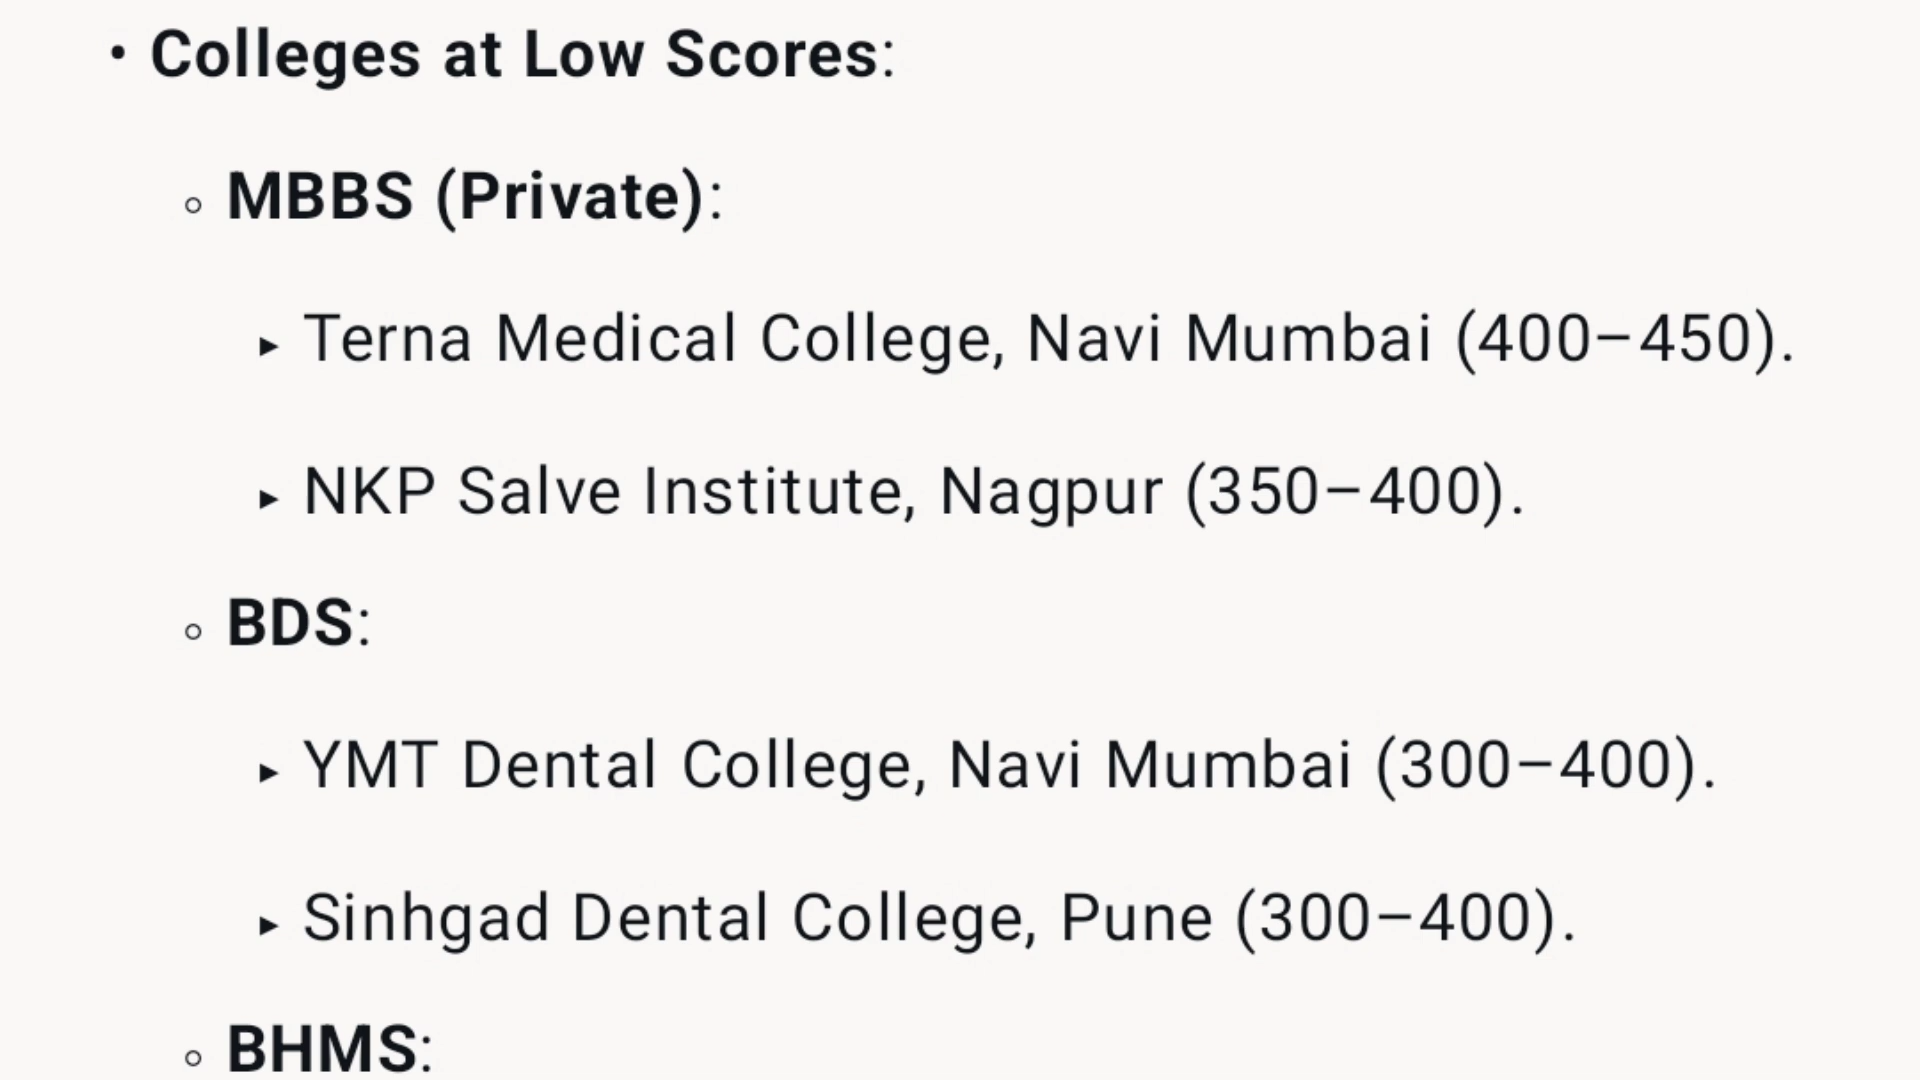 • Colleges at Low Scores:
◦ MBBS (Private):
▸ Terna Medical College, Navi Mumbai (400–450).
▸ NKP Salve Institute, Nagpur (350–400).
◦ BDS:
▸ YMT Dental College, Navi Mumbai (300–400).
▸ Sinhgad Dental College, Pune (300–400).
◦ BHMS: